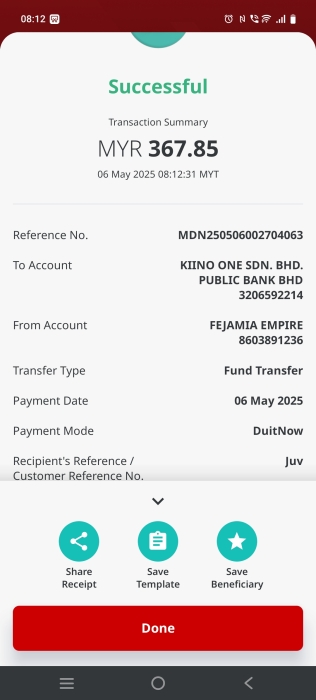 08:12
Successful
Transaction Summary
MYR 367.85
06 May 2025 08:12:31 MYT
Reference No. MDN250506002704063
To Account KIINO ONE SDN. BHD.
PUBLIC BANK BHD
3206592214
From Account FEJAMIA EMPIRE
8603891236
Transfer Type Fund Transfer
Payment Date 06 May 2025
Payment Mode DuitNow
Recipient's Reference / Juv
Customer Reference No.
Share Save Save
Receipt Template Beneficiary
Done